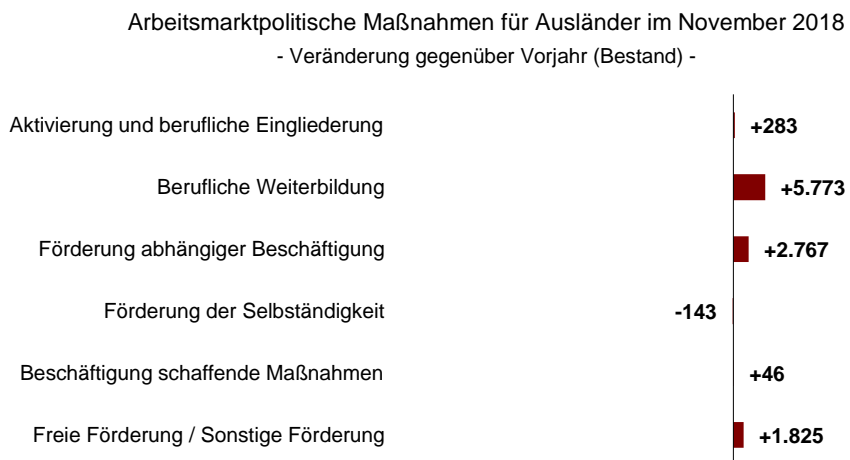 Arbeitsmarktpolitische Maßnahmen für Ausländer im November 2018
- Veränderung gegenüber Vorjahr (Bestand) -
Aktivierung und berufliche Eingliederung +283
Berufliche Weiterbildung +5.773
Förderung abhängiger Beschäftigung +2.767
Förderung der Selbständigkeit -143
Beschäftigung schaffende Maßnahmen +46
Freie Förderung / Sonstige Förderung +1.825